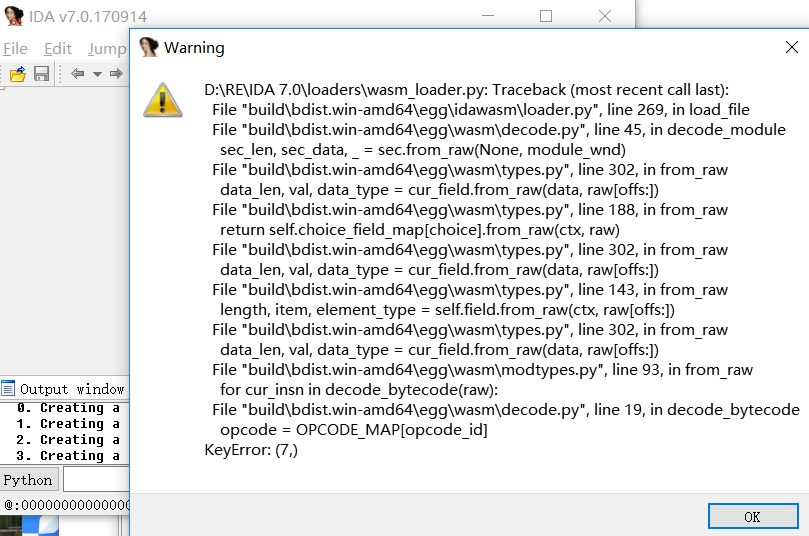 IDA v7.0.170914
File Edit Jump
Warning
D:\RE\IDA 7.0\loaders\wasm_loader.py: Traceback (most recent call last):
File "build\bdist.win-amd64\egg\idawasm\loader.py", line 269, in load_file
File "build\bdist.win-amd64\egg\wasm\decode.py", line 45, in decode_module
sec_len, sec_data, _ = sec.from_raw(None, module_wnd)
File "build\bdist.win-amd64\egg\wasm\types.py", line 302, in from_raw
data_len, val, data_type = cur_field.from_raw(data, raw[offs:])
File "build\bdist.win-amd64\egg\wasm\types.py", line 188, in from_raw
return self.choice_field_map[choice].from_raw(ctx, raw)
File "build\bdist.win-amd64\egg\wasm\types.py", line 302, in from_raw
data_len, val, data_type = cur_field.from_raw(data, raw[offs:])
File "build\bdist.win-amd64\egg\wasm\types.py", line 143, in from_raw
length, item, element_type = self.field.from_raw(ctx, raw[offs:])
File "build\bdist.win-amd64\egg\wasm\types.py", line 302, in from_raw
data_len, val, data_type = cur_field.from_raw(data, raw[offs:])
File "build\bdist.win-amd64\egg\wasm\modtypes.py", line 93, in from_raw
for cur_insn in decode_bytecode(raw):
File "build\bdist.win-amd64\egg\wasm\decode.py", line 19, in decode_bytecode
opcode = OPCODE_MAP[opcode_id]
KeyError: (7,)
OK
Output window
0. Creating a
1. Creating a
2. Creating a
3. Creating a
Python